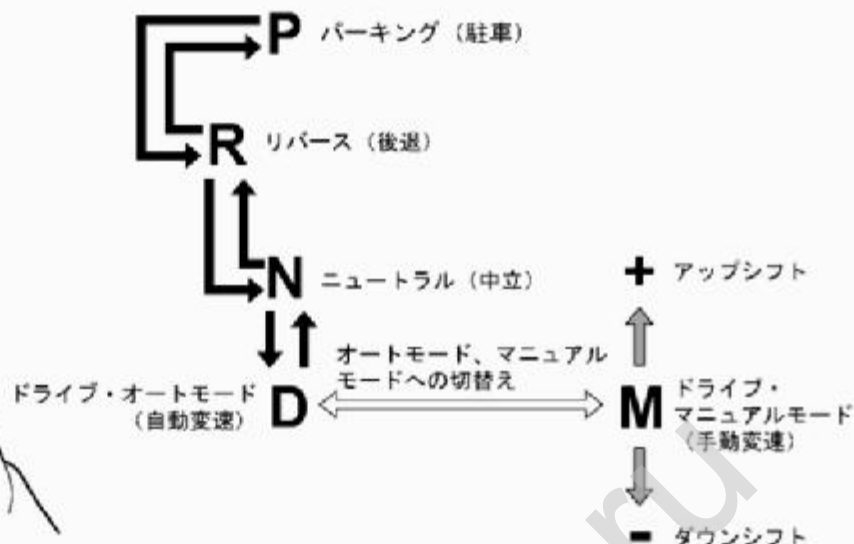 P パーキング（駐車）
R リバース（後退）
N ニュートラル（中立）
+ アップシフト
オートモード、マニュアル
モードへの切替え
ドライブ・オートモード
（自動変速）
D
M
ドライブ・
マニュアルモード
（手動変速）
- ダウンシフト
ru